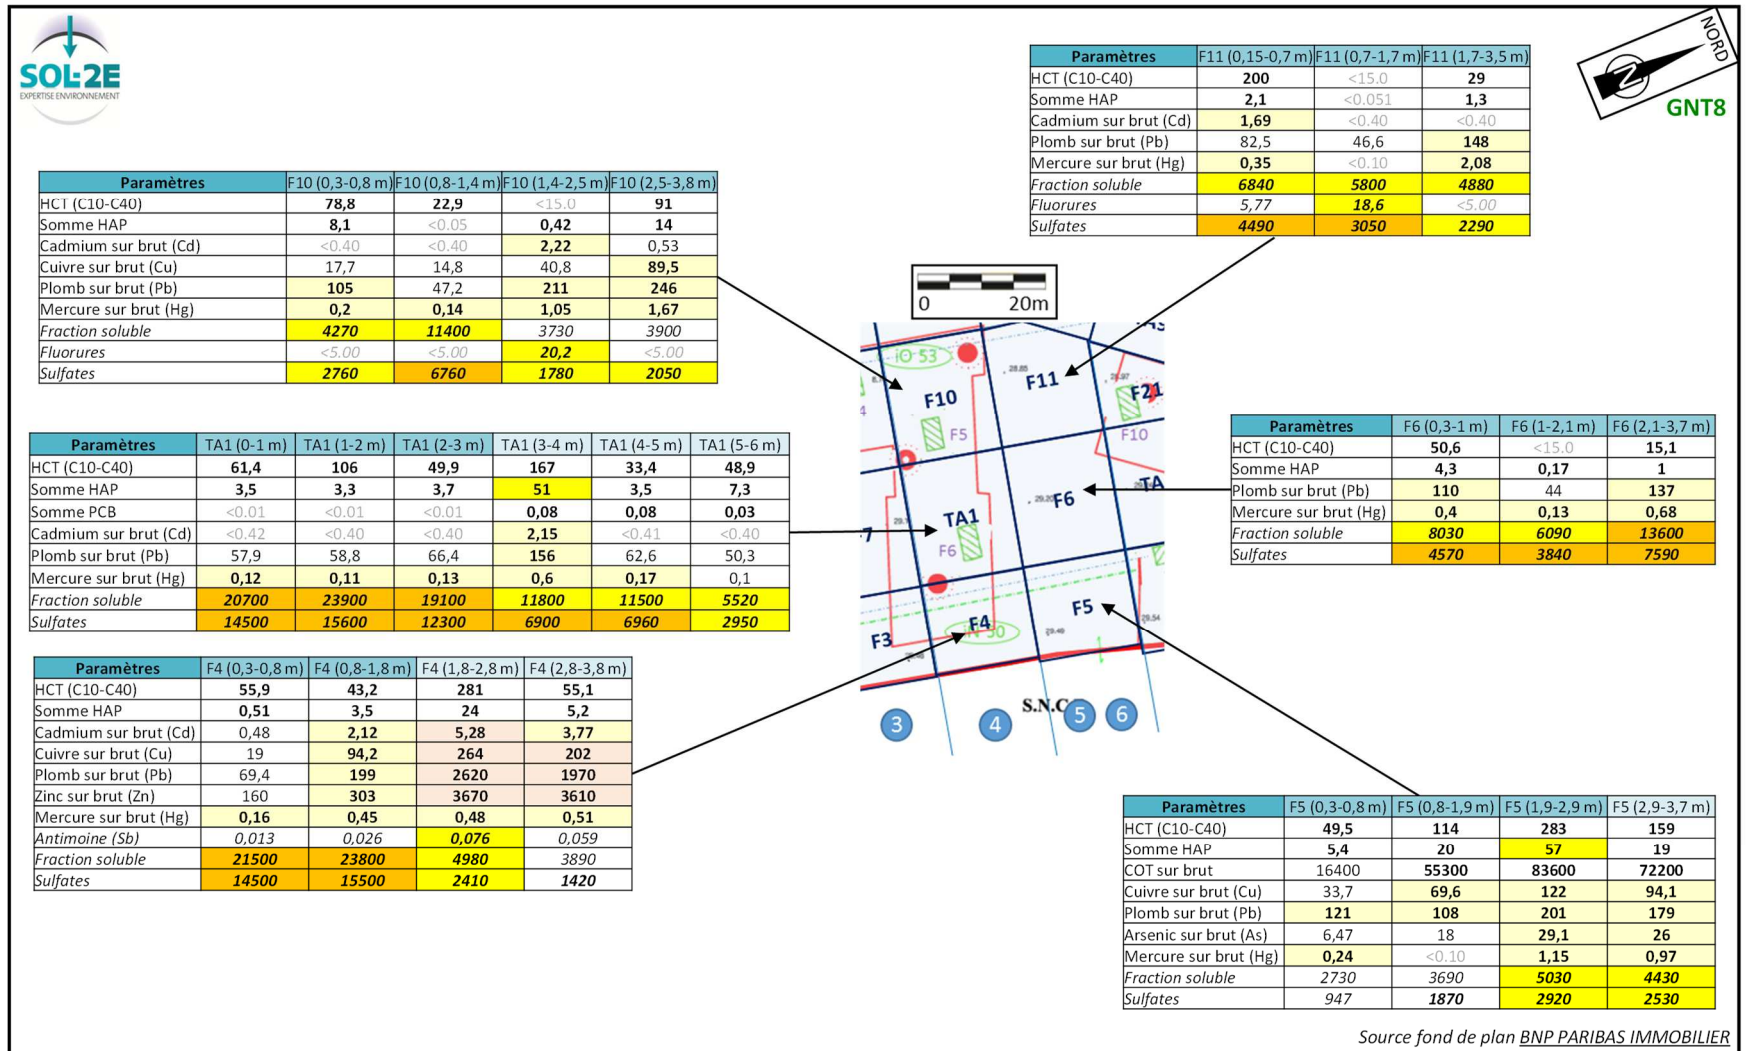 SOL-2E
EXPERTISE ENVIRONNEMENT
NORD
N
GNT8
Paramètres F11 (0,15-0,7 m) F11 (0,7-1,7 m) F11 (1,7-3,5 m)
HCT (C10-C40) 200 <15.0 29
Somme HAP 2,1 <0.051 1,3
Cadmium sur brut (Cd) 1,69 <0.40 <0.40
Plomb sur brut (Pb) 82,5 46,6 148
Mercure sur brut (Hg) 0,35 <0.10 2,08
Fraction soluble 6840 5800 4880
Fluorures 5,77 18,6 <5.00
Sulfates 4490 3050 2290
Paramètres F10 (0,3-0,8 m) F10 (0,8-1,4 m) F10 (1,4-2,5 m) F10 (2,5-3,8 m)
HCT (C10-C40) 78,8 22,9 <15.0 91
Somme HAP 8,1 <0.05 0,42 14
Cadmium sur brut (Cd) <0.40 <0.40 2,22 0,53
Cuivre sur brut (Cu) 17,7 14,8 40,8 89,5
Plomb sur brut (Pb) 105 47,2 211 246
Mercure sur brut (Hg) 0,2 0,14 1,05 1,67
Fraction soluble 4270 11400 3730 3900
Fluorures <5.00 <5.00 20,2 <5.00
Sulfates 2760 6760 1780 2050
0 20m
iO 53
28.85
F11
F10
F21
F5
F10
F6
29.20
TA
TA1
F6
F5
F3
F4
iN 50
29.46
29.54
S.N.C
3 4 5 6
Paramètres TA1 (0-1 m) TA1 (1-2 m) TA1 (2-3 m) TA1 (3-4 m) TA1 (4-5 m) TA1 (5-6 m)
HCT (C10-C40) 61,4 106 49,9 167 33,4 48,9
Somme HAP 3,5 3,3 3,7 51 3,5 7,3
Somme PCB <0.01 <0.01 <0.01 0,08 0,08 0,03
Cadmium sur brut (Cd) <0.42 <0.40 <0.40 2,15 <0.41 <0.40
Plomb sur brut (Pb) 57,9 58,8 66,4 156 62,6 50,3
Mercure sur brut (Hg) 0,12 0,11 0,13 0,6 0,17 0,1
Fraction soluble 20700 23900 19100 11800 11500 5520
Sulfates 14500 15600 12300 6900 6960 2950
Paramètres F6 (0,3-1 m) F6 (1-2,1 m) F6 (2,1-3,7 m)
HCT (C10-C40) 50,6 <15.0 15,1
Somme HAP 4,3 0,17 1
Plomb sur brut (Pb) 110 44 137
Mercure sur brut (Hg) 0,4 0,13 0,68
Fraction soluble 8030 6090 13600
Sulfates 4570 3840 7590
Paramètres F4 (0,3-0,8 m) F4 (0,8-1,8 m) F4 (1,8-2,8 m) F4 (2,8-3,8 m)
HCT (C10-C40) 55,9 43,2 281 55,1
Somme HAP 0,51 3,5 24 5,2
Cadmium sur brut (Cd) 0,48 2,12 5,28 3,77
Cuivre sur brut (Cu) 19 94,2 264 202
Plomb sur brut (Pb) 69,4 199 2620 1970
Zinc sur brut (Zn) 160 303 3670 3610
Mercure sur brut (Hg) 0,16 0,45 0,48 0,51
Antimoine (Sb) 0,013 0,026 0,076 0,059
Fraction soluble 21500 23800 4980 3890
Sulfates 14500 15500 2410 1420
Paramètres F5 (0,3-0,8 m) F5 (0,8-1,9 m) F5 (1,9-2,9 m) F5 (2,9-3,7 m)
HCT (C10-C40) 49,5 114 283 159
Somme HAP 5,4 20 57 19
COT sur brut 16400 55300 83600 72200
Cuivre sur brut (Cu) 33,7 69,6 122 94,1
Plomb sur brut (Pb) 121 108 201 179
Arsenic sur brut (As) 6,47 18 29,1 26
Mercure sur brut (Hg) 0,24 <0.10 1,15 0,97
Fraction soluble 2730 3690 5030 4430
Sulfates 947 1870 2920 2530
Source fond de plan BNP PARIBAS IMMOBILIER